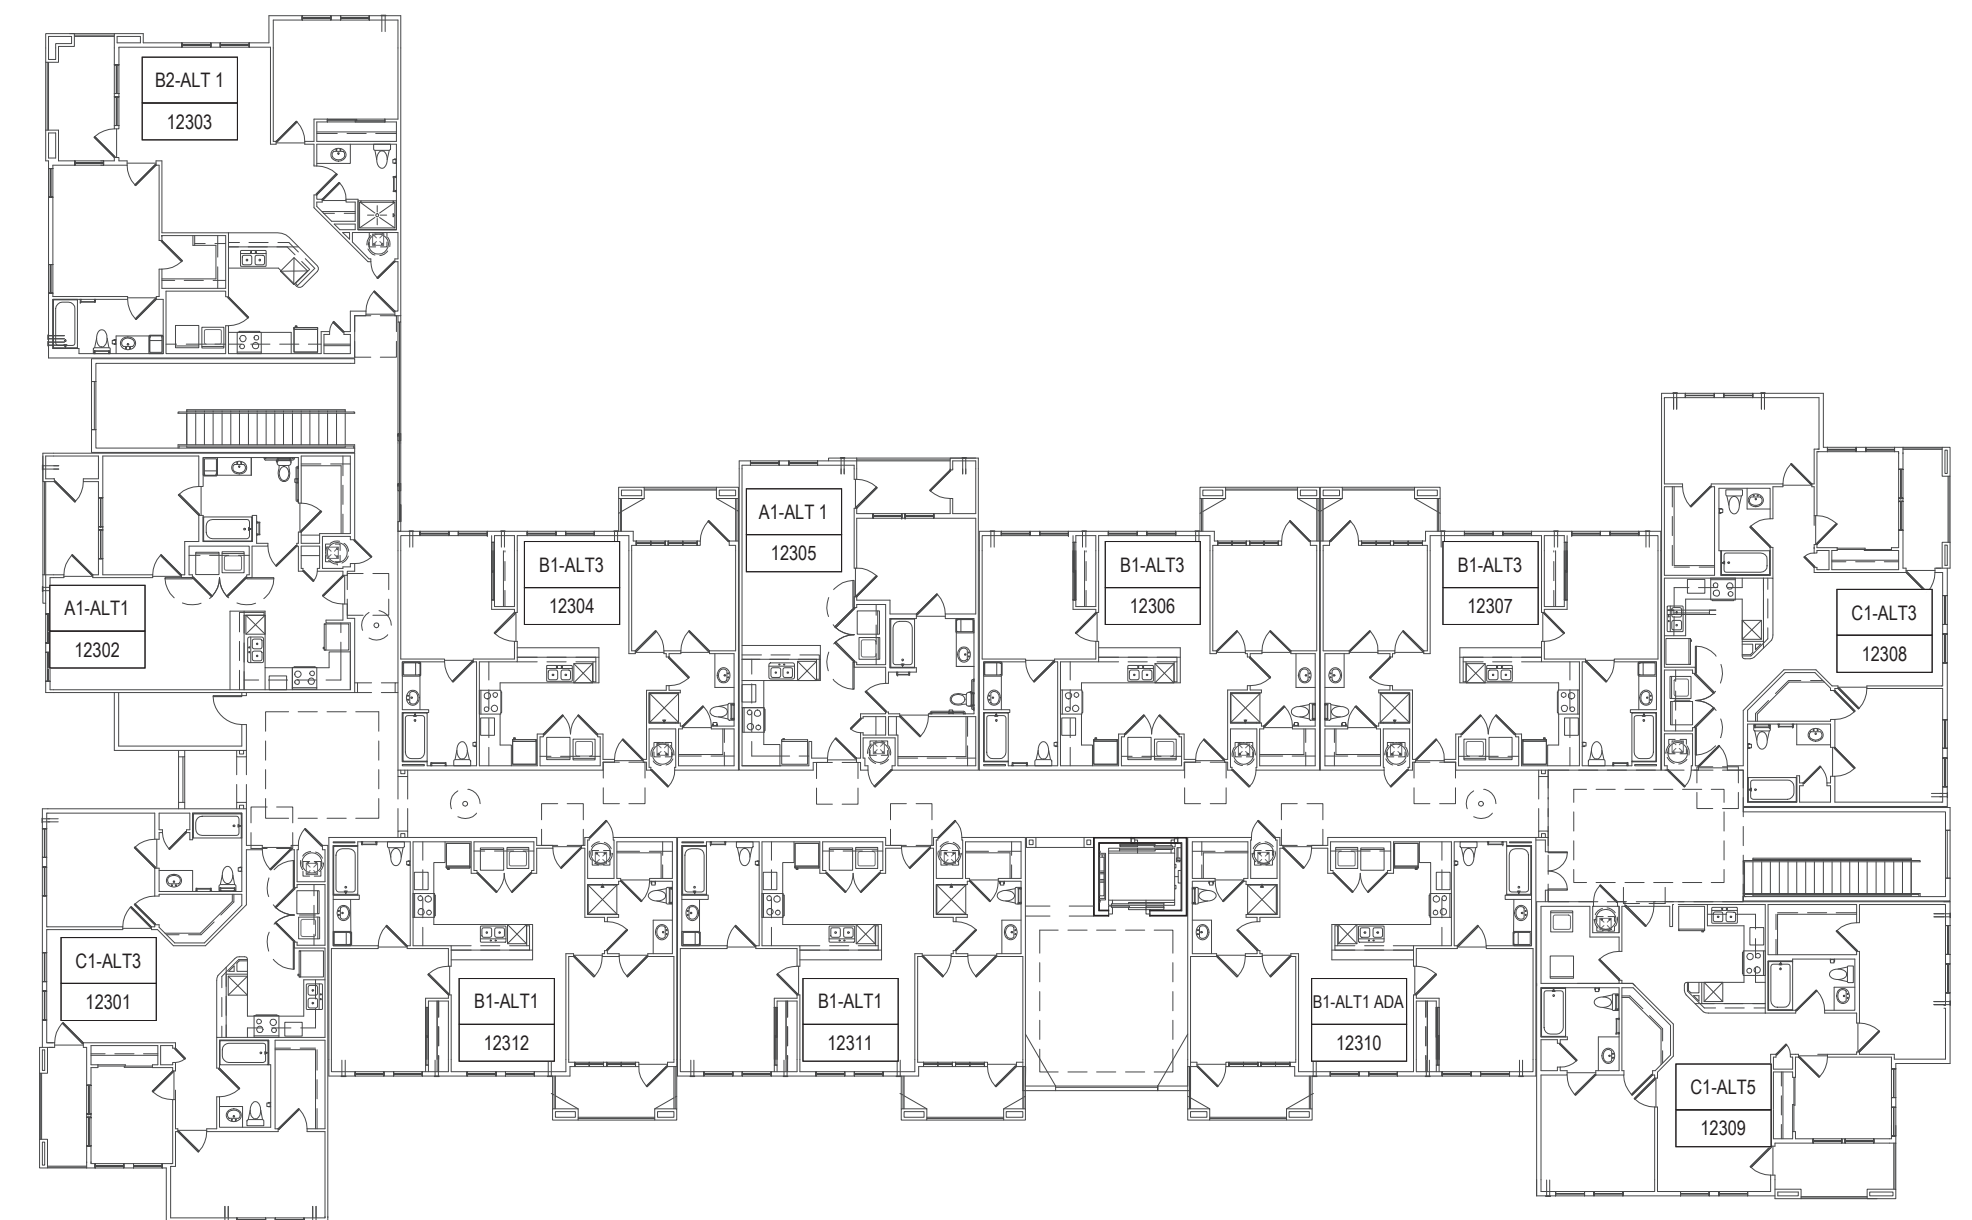 B2-ALT 1
12303
A1-ALT 1
12305
B1-ALT3
12304
B1-ALT3
12306
B1-ALT3
12307
A1-ALT1
12302
C1-ALT3
12308
C1-ALT3
12301
B1-ALT1
12312
B1-ALT1
12311
B1-ALT1 ADA
12310
C1-ALT5
12309